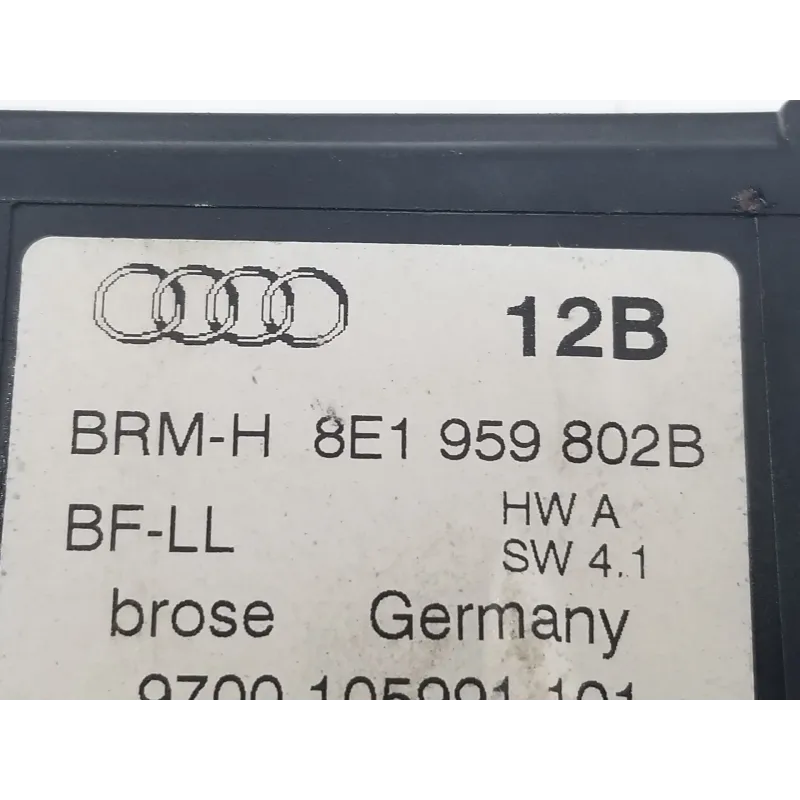 12B
BRM-H 8E1 959 802B
BF-LL HW A
SW 4.1
brose Germany